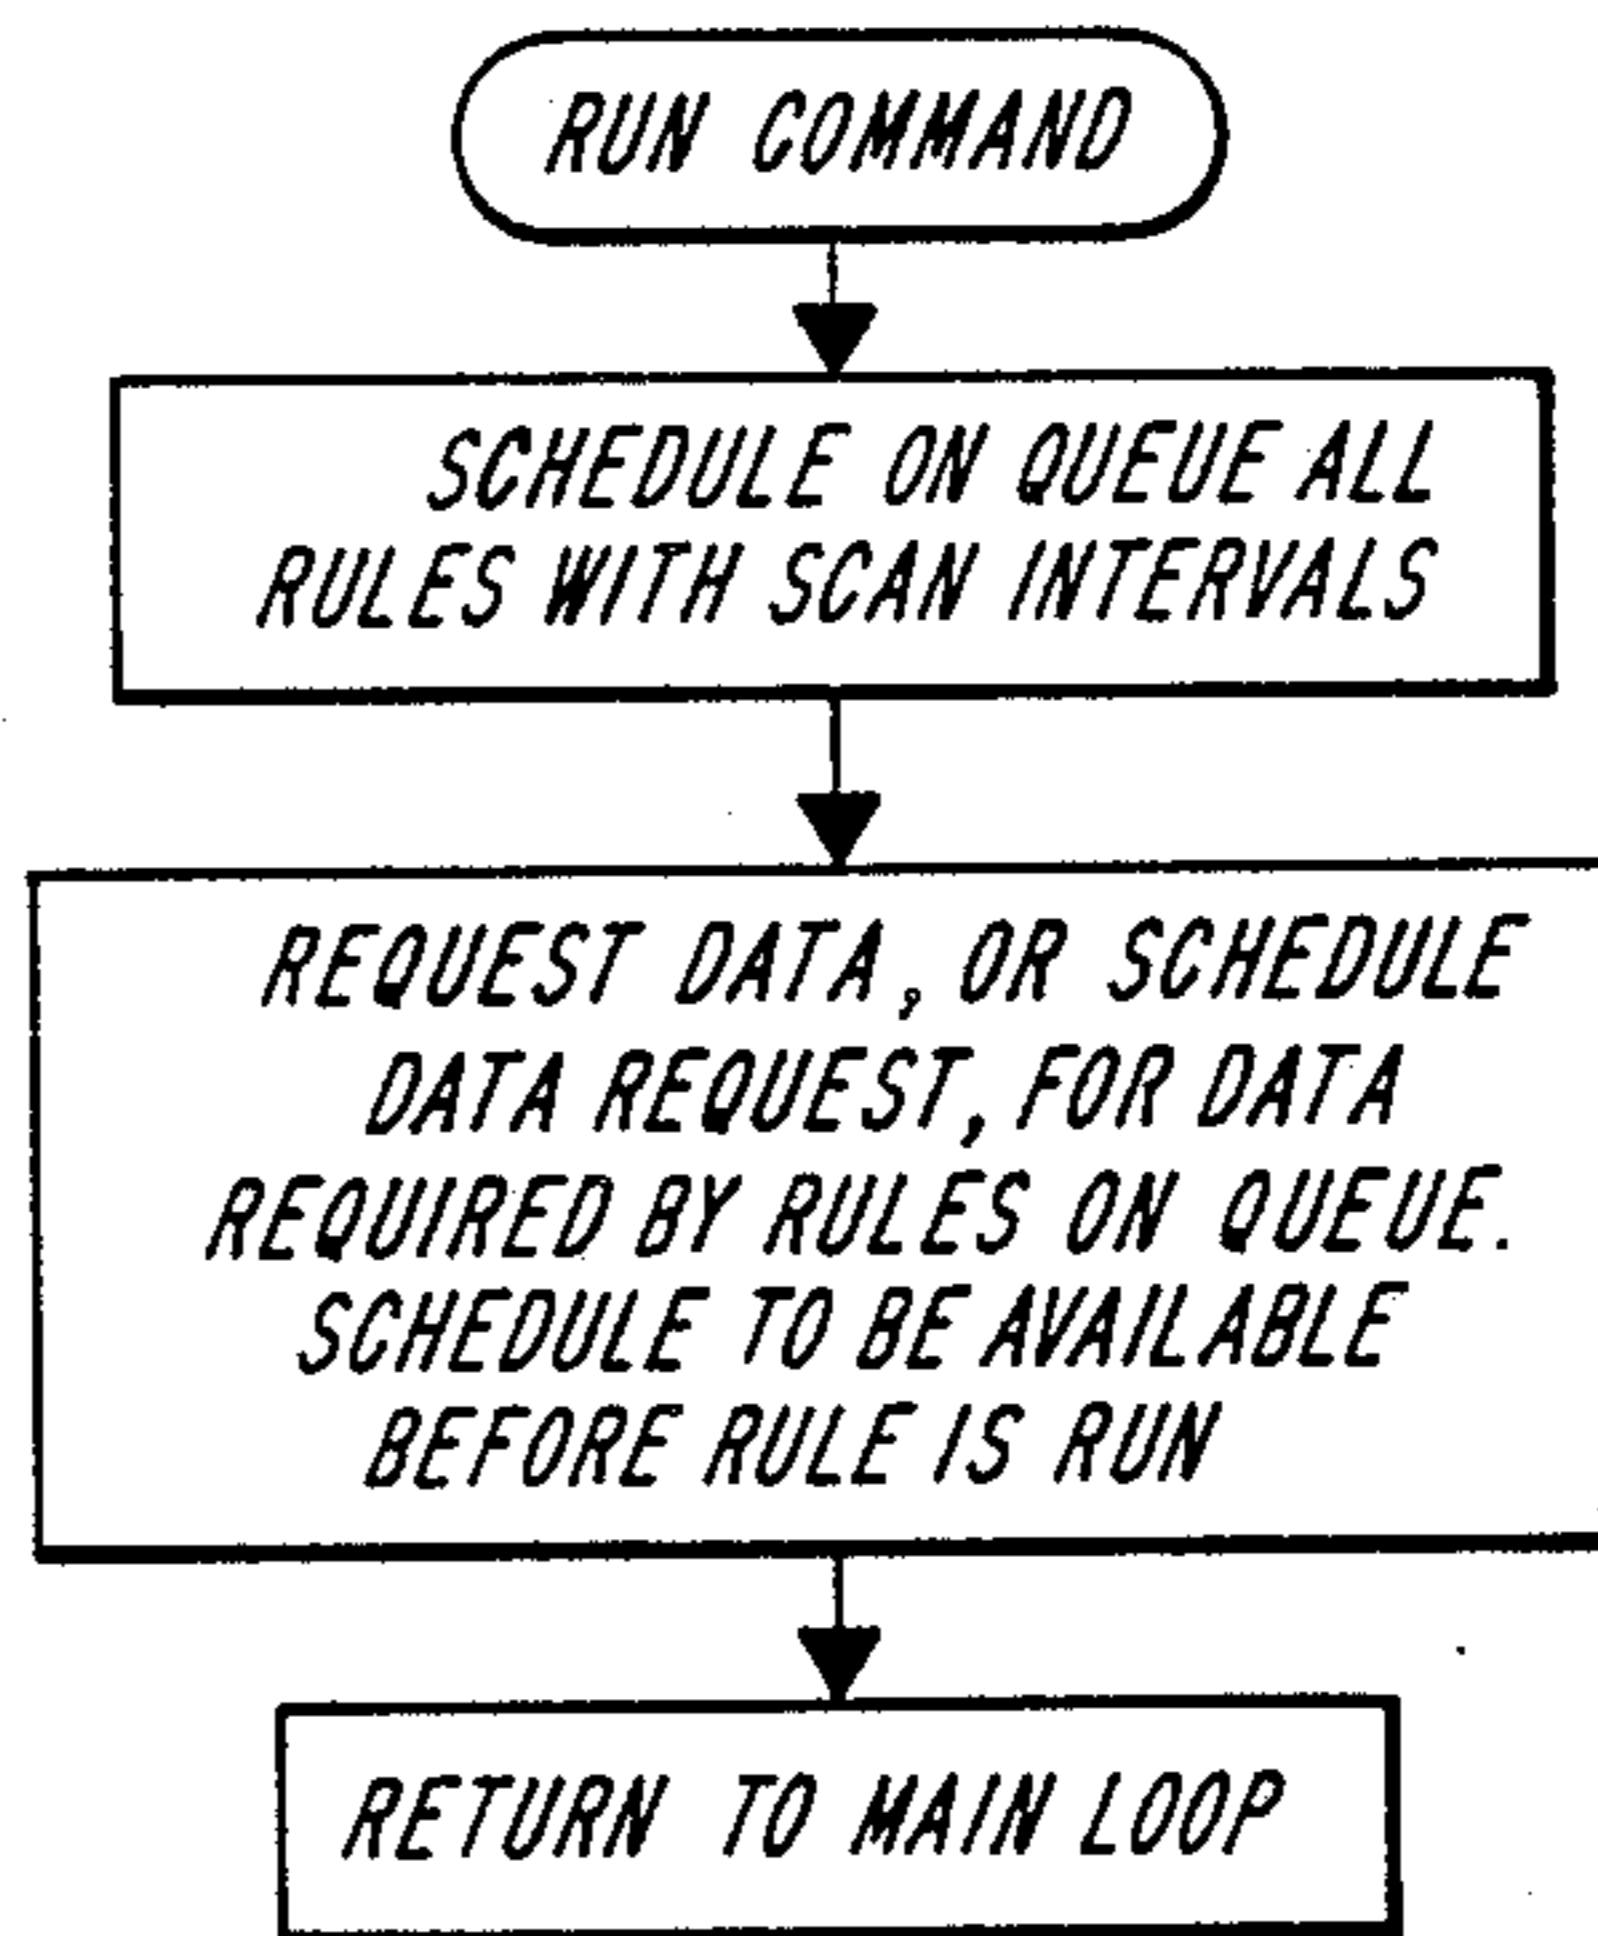 RUN COMMAND
SCHEDULE ON QUEUE ALL
RULES WITH SCAN INTERVALS
REQUEST DATA, OR SCHEDULE
DATA REQUEST, FOR DATA
REQUIRED BY RULES ON QUEUE.
SCHEDULE TO BE AVAILABLE
BEFORE RULE IS RUN
RETURN TO MAIN LOOP